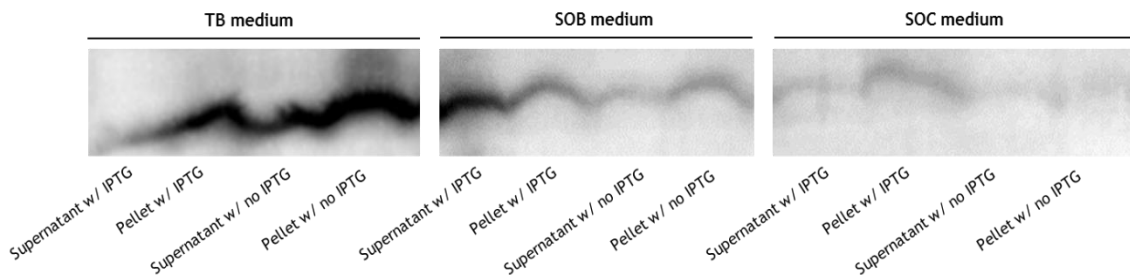 TB medium
SOB medium
SOC medium
Supernatant w/ IPTG
Pellet w/ IPTG
Supernatant w/ no IPTG
Pellet w/ no IPTG
Supernatant w/ IPTG
Pellet w/ IPTG
Supernatant w/ no IPTG
Pellet w/ no IPTG
Supernatant w/ IPTG
Pellet w/ IPTG
Supernatant w/ no IPTG
Pellet w/ no IPTG